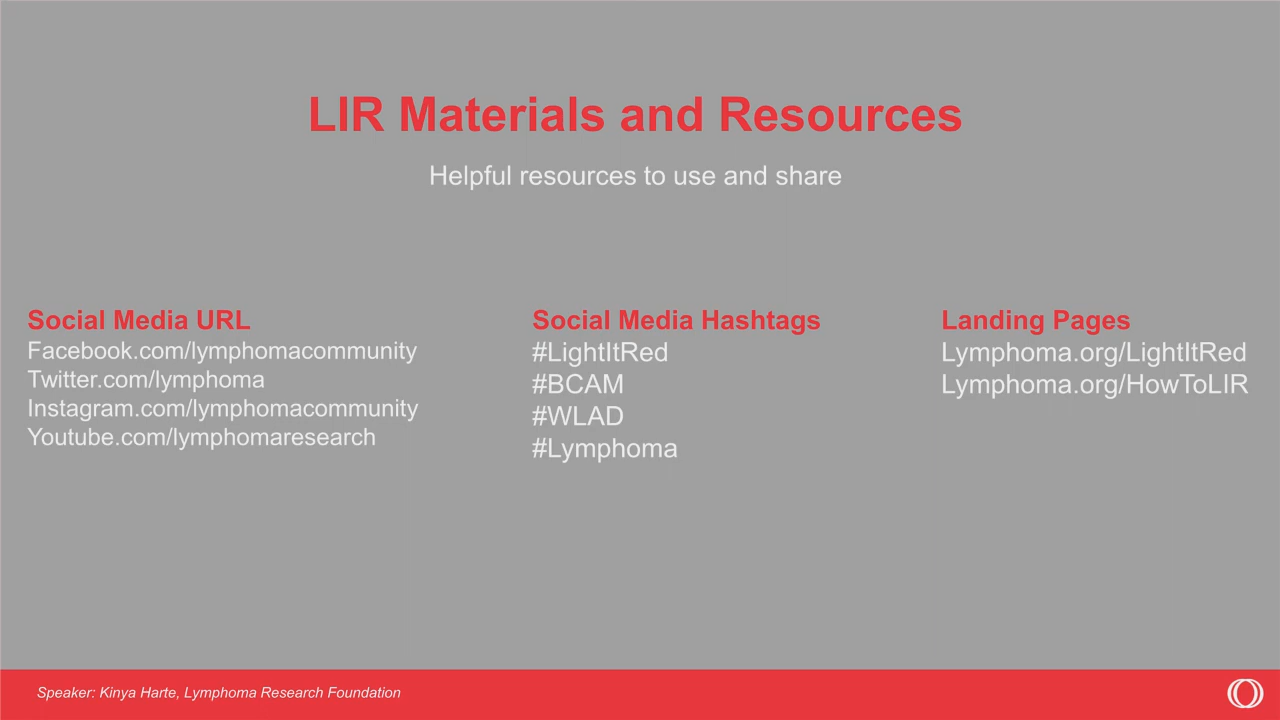 LIR Materials and Resources
Helpful resources to use and share
Social Media URL
Facebook.com/lymphomacommunity
Twitter.com/lymphoma
Instagram.com/lymphomacommunity
Youtube.com/lymphomaresearch
Social Media Hashtags
#LightItRed
#BCAM
#WLAD
#Lymphoma
Landing Pages
Lymphoma.org/LightItRed
Lymphoma.org/HowToLIR
Speaker: Kinya Harte, Lymphoma Research Foundation